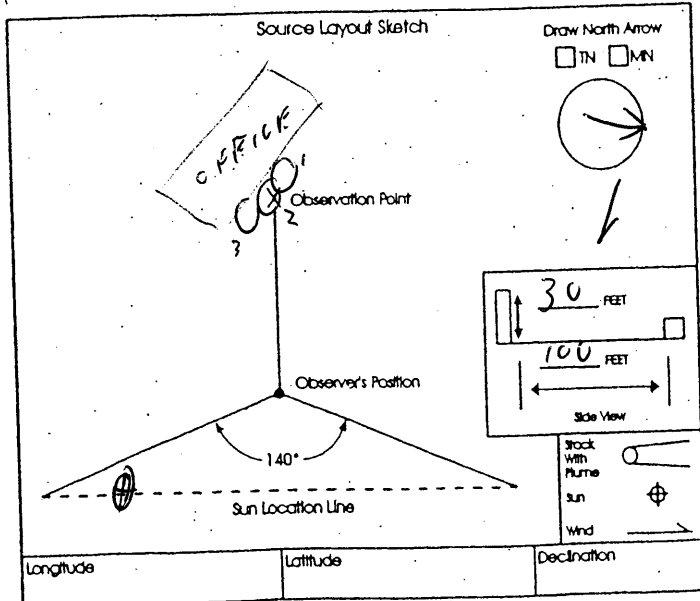 Source Layout Sketch
Draw North Arrow
TN MN
OFFICE
1
Observation Point
2
3
30 FEET
100 FEET
Side View
Observer's Position
140°
Sun Location Line
Stack
With
Plume
Sun
Wind
Longitude
Latitude
Declination